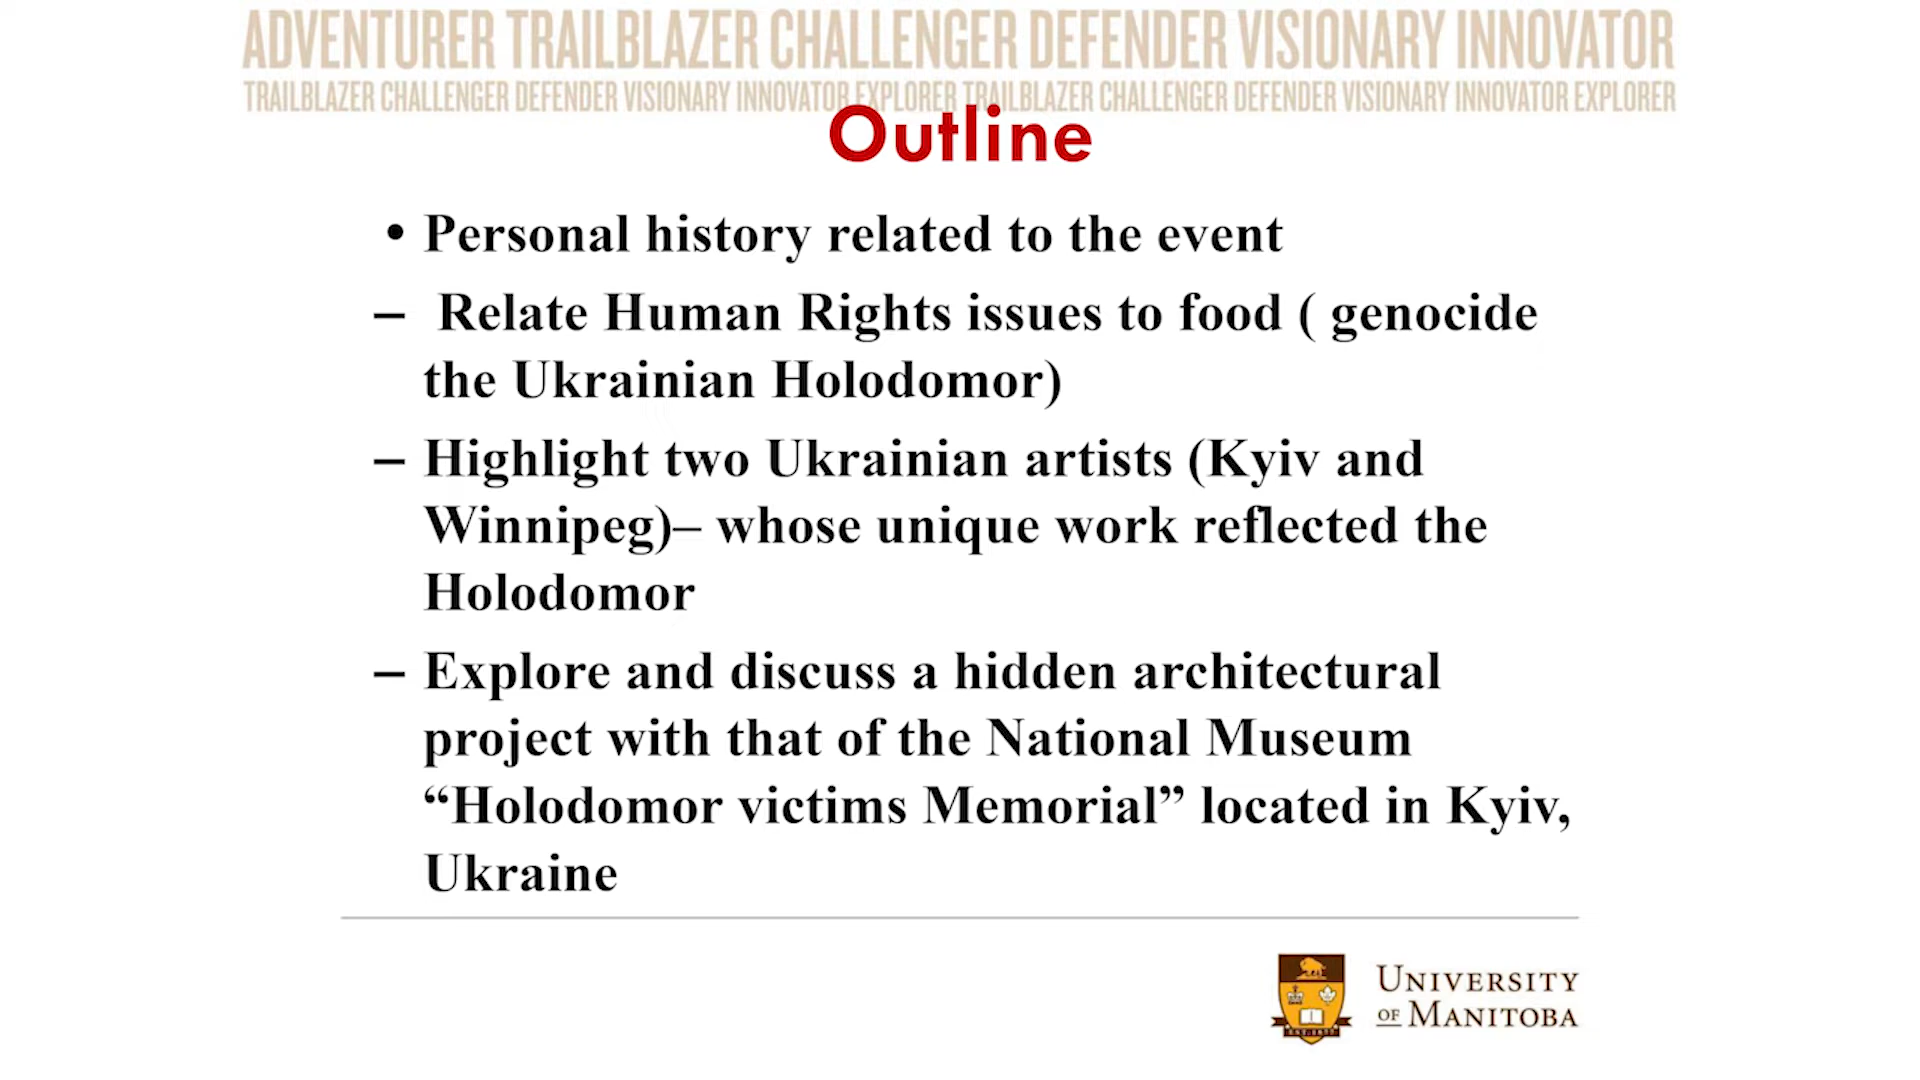 ADVENTURER TRAILBLAZER CHALLENGER DEFENDER VISIONARY INNOVATOR
TRAILBLAZER CHALLENGER DEFENDER VISIONARY INNOVATOR EXPLORER TRAILBLAZER CHALLENGER DEFENDER VISIONARY INNOVATOR EXPLORER
Outline
• Personal history related to the event
– Relate Human Rights issues to food ( genocide
the Ukrainian Holodomor)
– Highlight two Ukrainian artists (Kyiv and
Winnipeg)– whose unique work reflected the
Holodomor
– Explore and discuss a hidden architectural
project with that of the National Museum
“Holodomor victims Memorial” located in Kyiv,
Ukraine
UNIVERSITY
OF MANITOBA